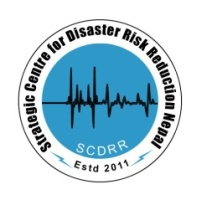 Strategic Centre for Disaster Risk Reduction Nepal
SCDRR
Estd 2011